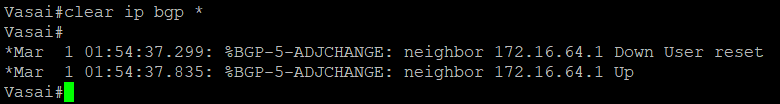 Vasai#clear ip bgp *
Vasai#
*Mar  1 01:54:37.299: %BGP-5-ADJCHANGE: neighbor 172.16.64.1 Down User reset
*Mar  1 01:54:37.835: %BGP-5-ADJCHANGE: neighbor 172.16.64.1 Up
Vasai#